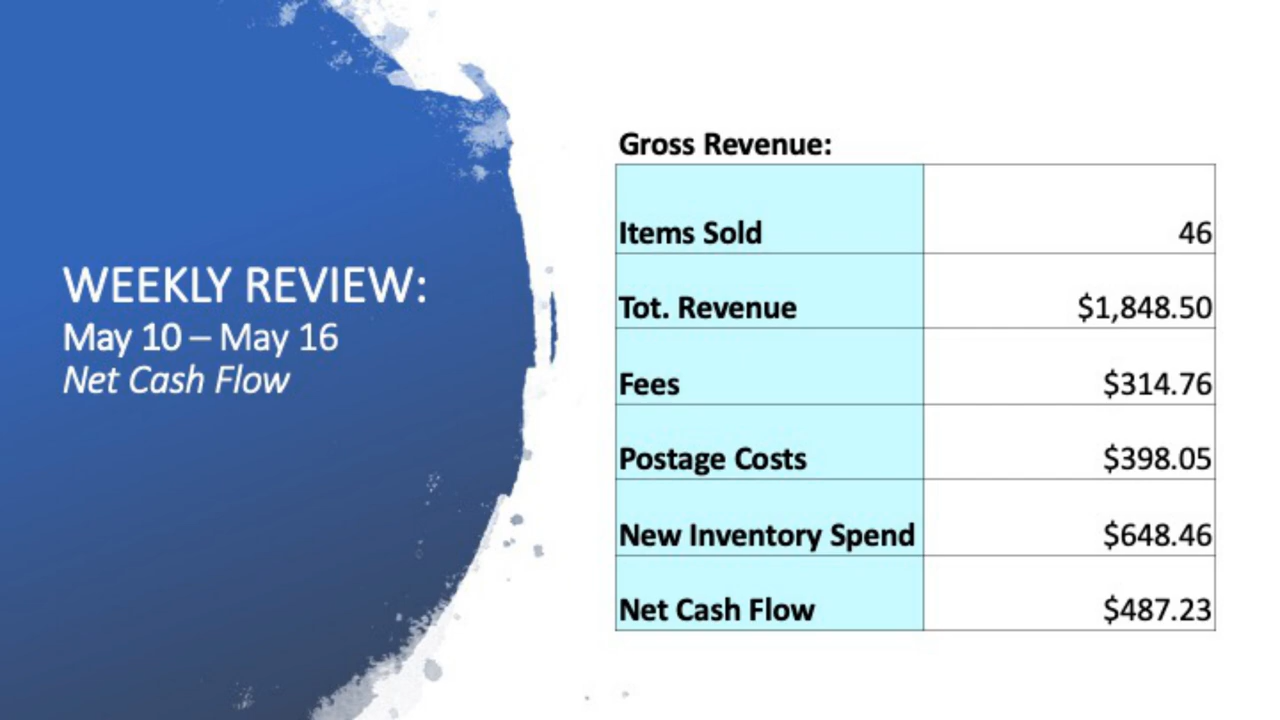 WEEKLY REVIEW:
May 10 – May 16
Net Cash Flow
Gross Revenue:
Items Sold 46
Tot. Revenue $1,848.50
Fees $314.76
Postage Costs $398.05
New Inventory Spend $648.46
Net Cash Flow $487.23